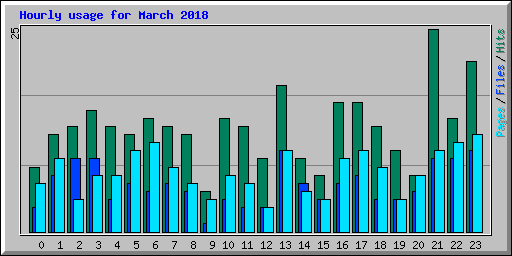 Hourly usage for March 2018
25
Pages / Files / Hits
0 1 2 3 4 5 6 7 8 9 10 11 12 13 14 15 16 17 18 19 20 21 22 23